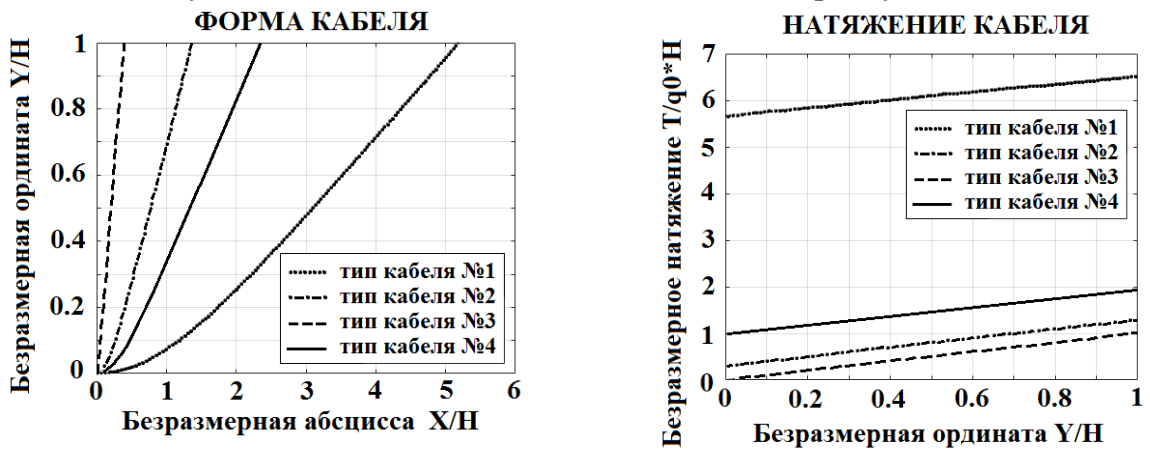 ФОРМА КАБЕЛЯ
Безразмерная ордината Y/H
1
0.8
0.6
0.4
0.2
0
0 1 2 3 4 5 6
тип кабеля №1
тип кабеля №2
тип кабеля №3
тип кабеля №4
Безразмерная абсцисса X/H
НАТЯЖЕНИЕ КАБЕЛЯ
Безразмерное натяжение T/q0*H
7
6
5
4
3
2
1
0
0 0.2 0.4 0.6 0.8 1
тип кабеля №1
тип кабеля №2
тип кабеля №3
тип кабеля №4
Безразмерная ордината Y/H